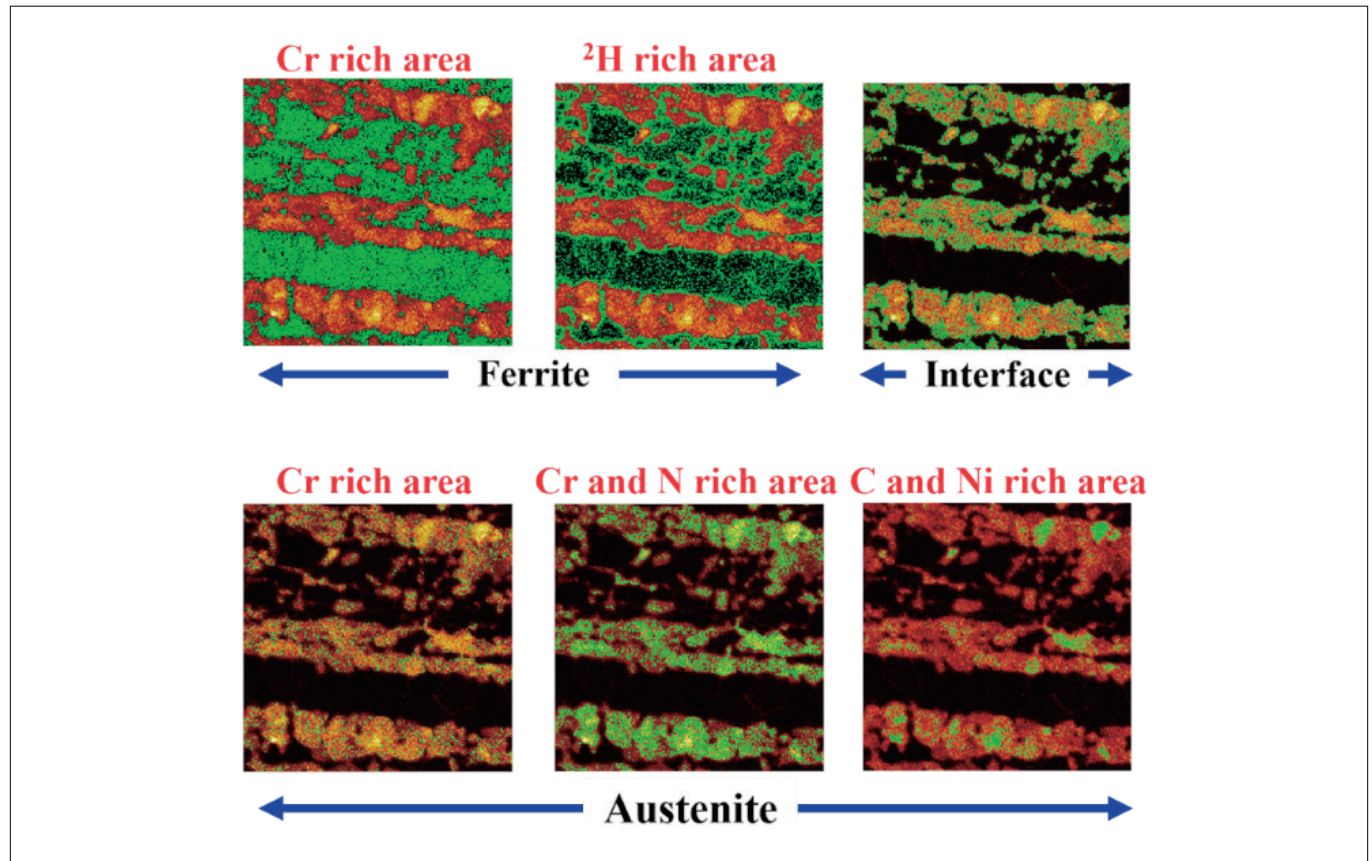 Cr rich area
²H rich area
Ferrite
Interface
Cr rich area
Cr and N rich area
C and Ni rich area
Austenite